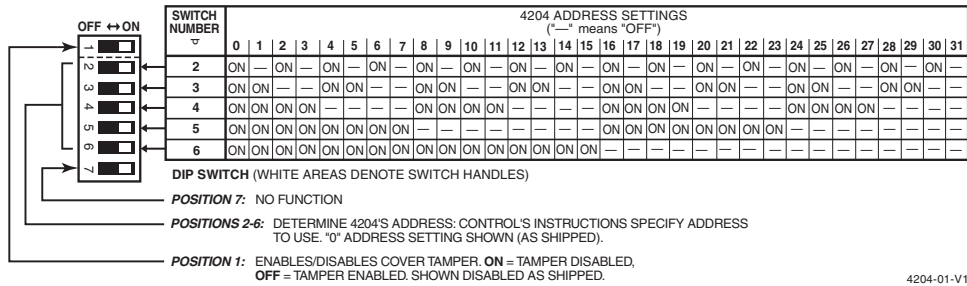 OFF ↔ ON
1
2
3
4
5
6
7
SWITCH NUMBER 4204 ADDRESS SETTINGS
("—" means "OFF")
0 1 2 3 4 5 6 7 8 9 10 11 12 13 14 15 16 17 18 19 20 21 22 23 24 25 26 27 28 29 30 31
2 ON — ON — ON — ON — ON — ON — ON — ON — ON — ON — ON — ON — ON — ON — ON — ON —
3 ON ON — — ON ON — — ON ON — — ON ON — — ON ON — — ON ON — — ON ON — — ON ON — —
4 ON ON ON ON — — — — ON ON ON ON — — — — ON ON ON ON — — — — ON ON ON ON — — — —
5 ON ON ON ON ON ON ON ON — — — — — — — — ON ON ON ON ON ON ON ON — — — — — — — —
6 ON ON ON ON ON ON ON ON ON ON ON ON ON ON ON ON — — — — — — — — — — — — — — — —
DIP SWITCH (WHITE AREAS DENOTE SWITCH HANDLES)
POSITION 7: NO FUNCTION
POSITIONS 2-6: DETERMINE 4204'S ADDRESS: CONTROL'S INSTRUCTIONS SPECIFY ADDRESS
TO USE. "0" ADDRESS SETTING SHOWN (AS SHIPPED).
POSITION 1: ENABLES/DISABLES COVER TAMPER. ON = TAMPER DISABLED,
OFF = TAMPER ENABLED. SHOWN DISABLED AS SHIPPED.
4204-01-V1